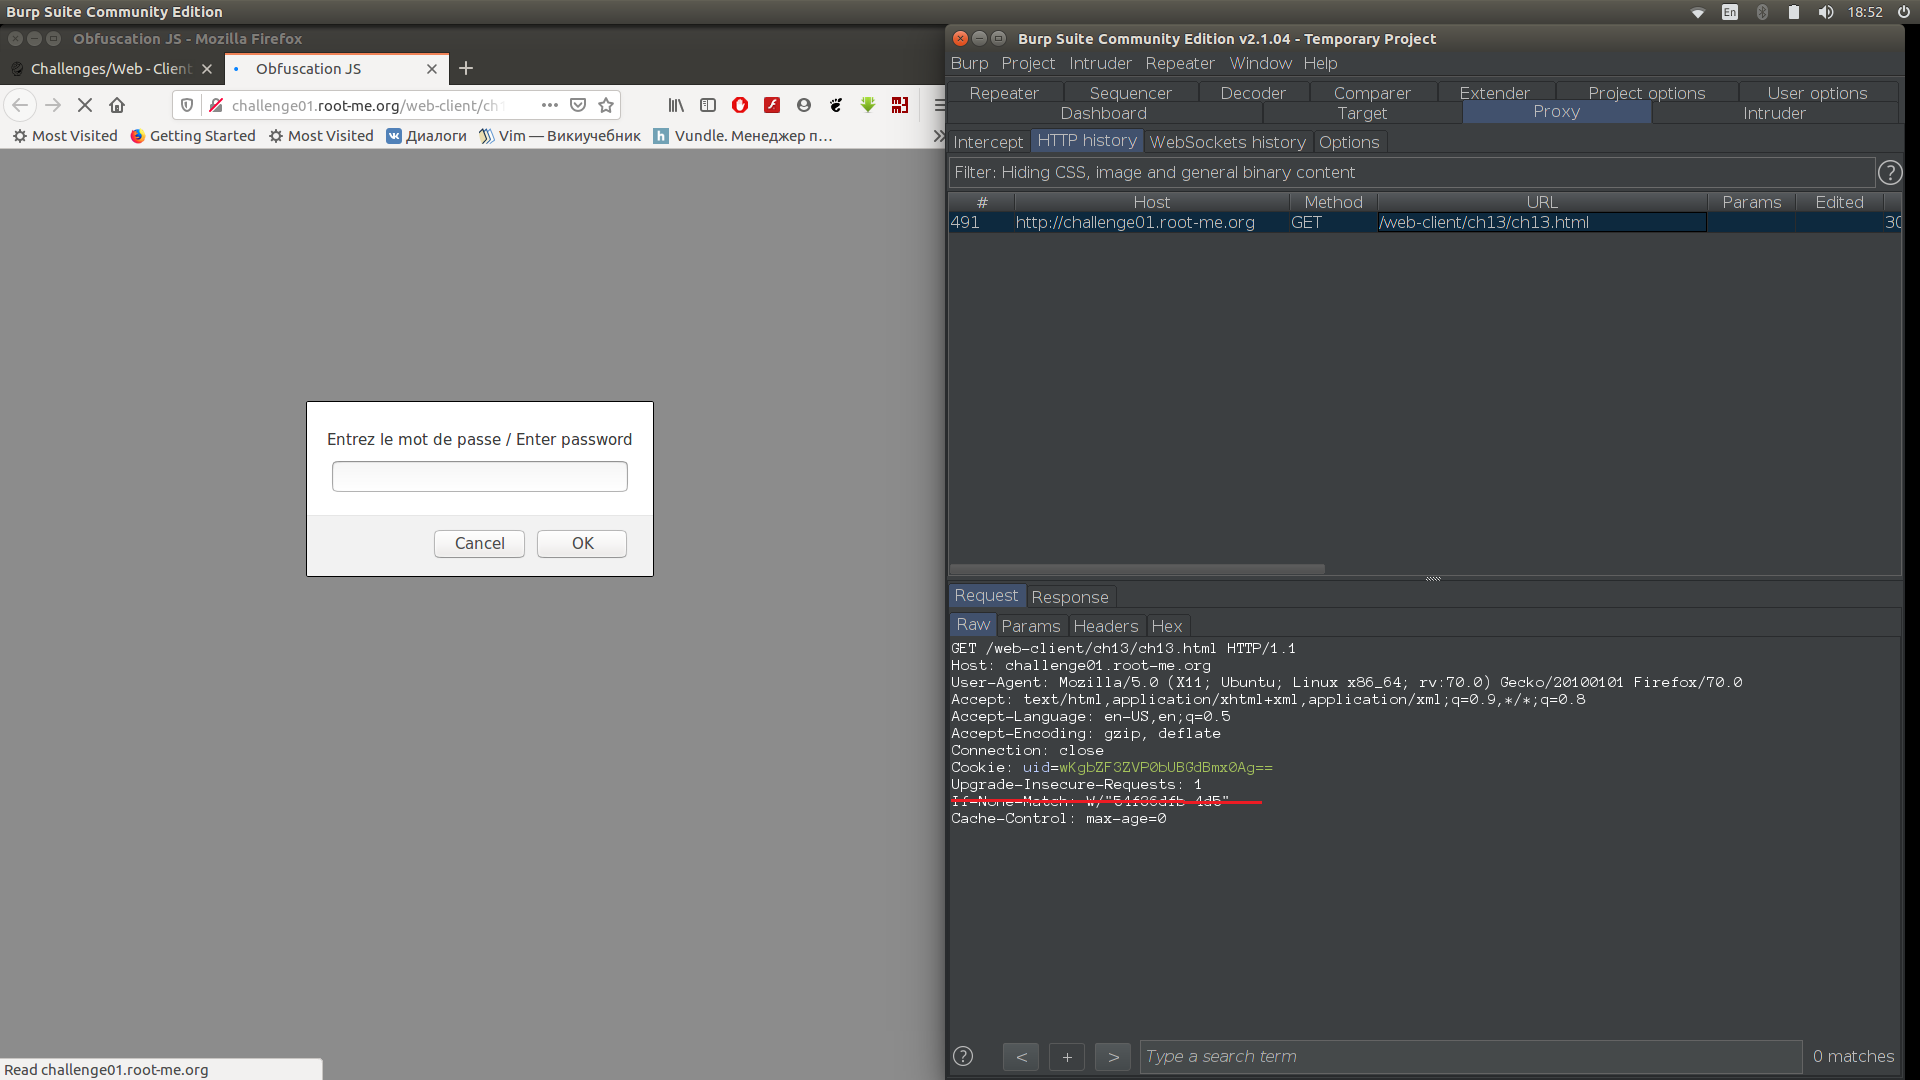 Burp Suite Community Edition
En
18:52
Obfuscation JS - Mozilla Firefox
Challenges/Web - Client
Obfuscation JS
challenge01.root-me.org/web-client/ch1
Most Visited
Getting Started
Most Visited
Диалоги
Vim — Викиучебник
Vundle. Менеджер п…
Entrez le mot de passe / Enter password
Cancel
OK
Read challenge01.root-me.org
Burp Suite Community Edition v2.1.04 - Temporary Project
Burp Project Intruder Repeater Window Help
Repeater Sequencer Decoder Comparer Extender Project options User options
Dashboard Target Proxy Intruder
Intercept HTTP history WebSockets history Options
Filter: Hiding CSS, image and general binary content
?
# Host Method URL Params Edited
491 http://challenge01.root-me.org GET /web-client/ch13/ch13.html 30
Request Response
Raw Params Headers Hex
GET /web-client/ch13/ch13.html HTTP/1.1
Host: challenge01.root-me.org
User-Agent: Mozilla/5.0 (X11; Ubuntu; Linux x86_64; rv:70.0) Gecko/20100101 Firefox/70.0
Accept: text/html,application/xhtml+xml,application/xml;q=0.9,*/*;q=0.8
Accept-Language: en-US,en;q=0.5
Accept-Encoding: gzip, deflate
Connection: close
Cookie: uid=wKgbZF3ZVP0bUBGdBmx0Ag==
Upgrade-Insecure-Requests: 1
If-None-Match: W/"54f36dfb-4d5"
Cache-Control: max-age=0
? < + > Type a search term 0 matches